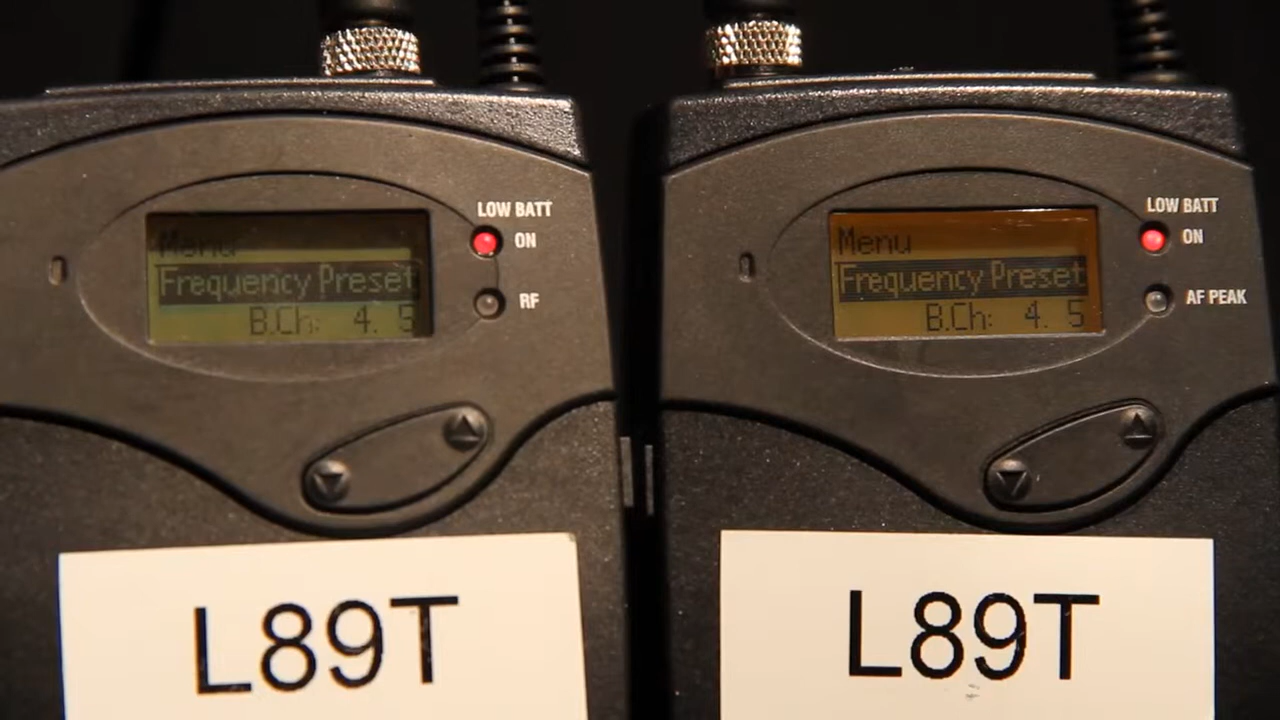 LOW BATT
ON
RF
Menu
Frequency Preset
B.Ch: 4. 5
L89T
LOW BATT
ON
AF PEAK
Menu
Frequency Preset
B.Ch: 4. 5
L89T